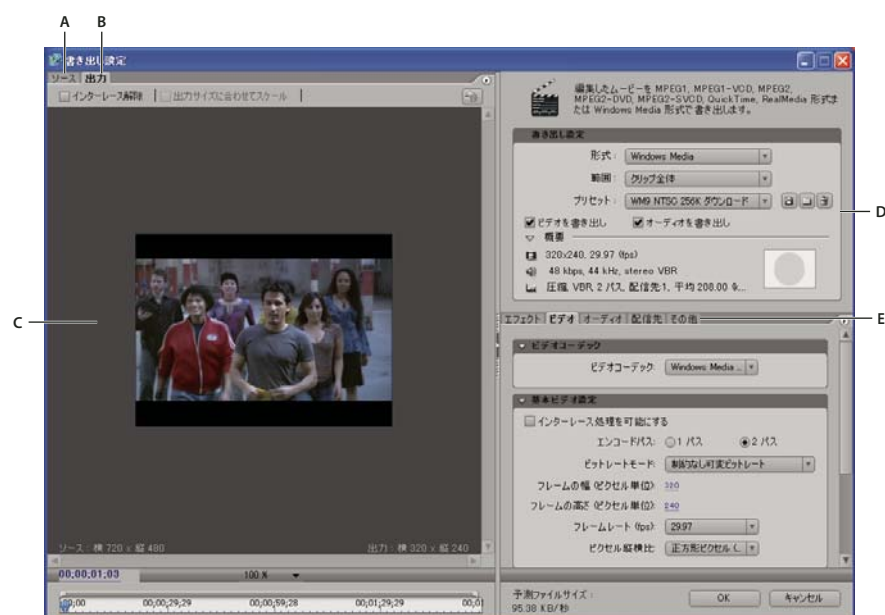 A
B
書き出し設定
ソース 出力
インターレース解除
出力サイズに合わせてスケール
編集したムービーを MPEG1, MPEG1-VCD, MPEG2,
MPEG2-DVD, MPEG2-SVCD, QuickTime, RealMedia 形式ま
たは Windows Media 形式で書き出します。
書き出し設定
形式: Windows Media
範囲: クリップ全体
プリセット: WM9 NTSC 256K ダウンロード
D
ビデオを書き出し オーディオを書き出し
概要
320x240, 29.97 (fps)
48 kbps, 44 kHz, stereo VBR
圧縮 VBR, 2 パス, 配信先1, 平均 208.00 キ...
C
エフェクト ビデオ オーディオ 配信先 その他
E
ビデオコーデック
ビデオコーデック: Windows Media ...
基本ビデオ設定
インターレース処理を可能にする
エンコードパス: 1 パス 2 パス
ビットレートモード: 制約なし可変ビットレート
フレームの幅 (ピクセル単位): 320
フレームの高さ (ピクセル単位): 240
フレームレート (fps): 29.97
ピクセル縦横比: 正方形ピクセル (...
ソース : 横 720 x 縦 480
出力 : 横 320 x 縦 240
00;00;01;03
100 %
00;00 00;00;29;29 00;00;59;28 00;01;29;29 00;01
予測ファイルサイズ :
95.38 KB/秒
OK キャンセル